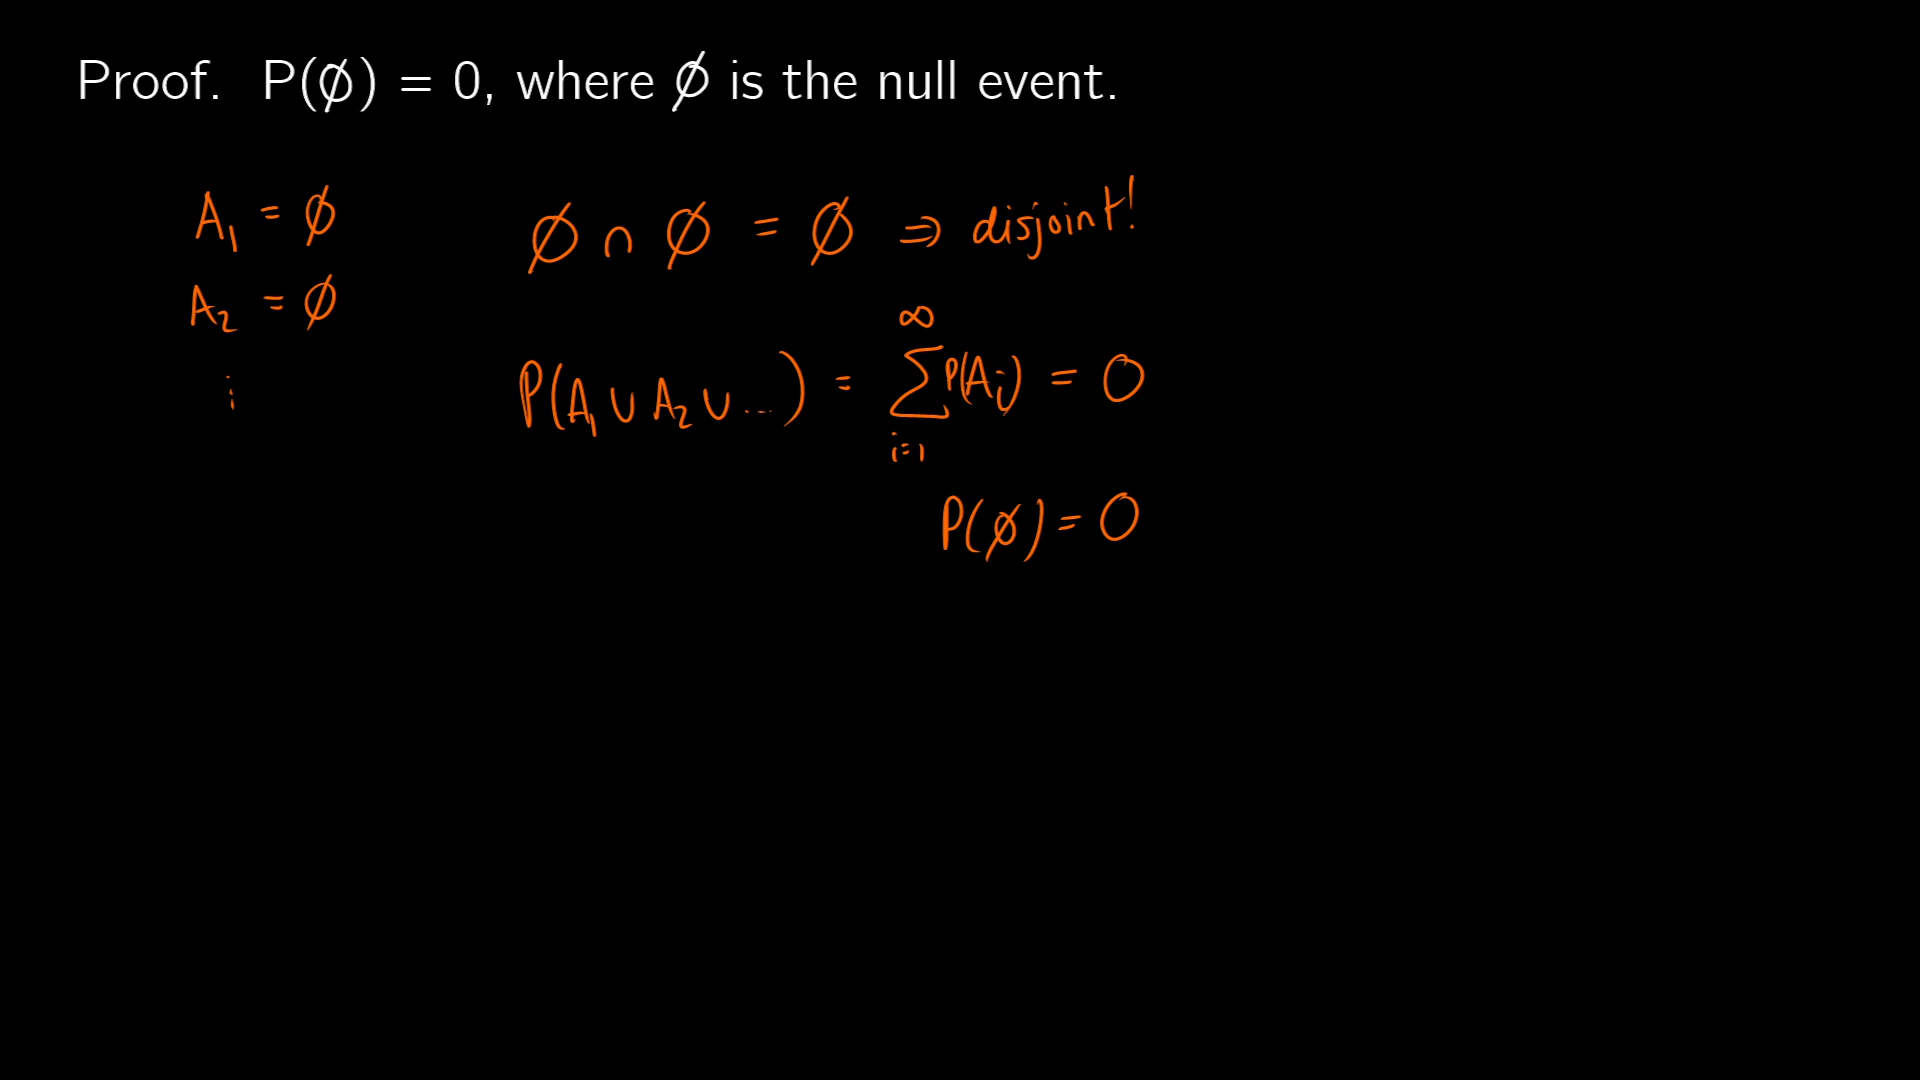 Proof. P(∅) = 0, where ∅ is the null event.
A₁ = ∅
∅ ∩ ∅ = ∅ ⇒ disjoint!
A₂ = ∅
⋮
P(A₁ ∪ A₂ ∪ ...) = ∑_{i=1}^{∞} P(Aᵢ) = 0
P(∅) = 0